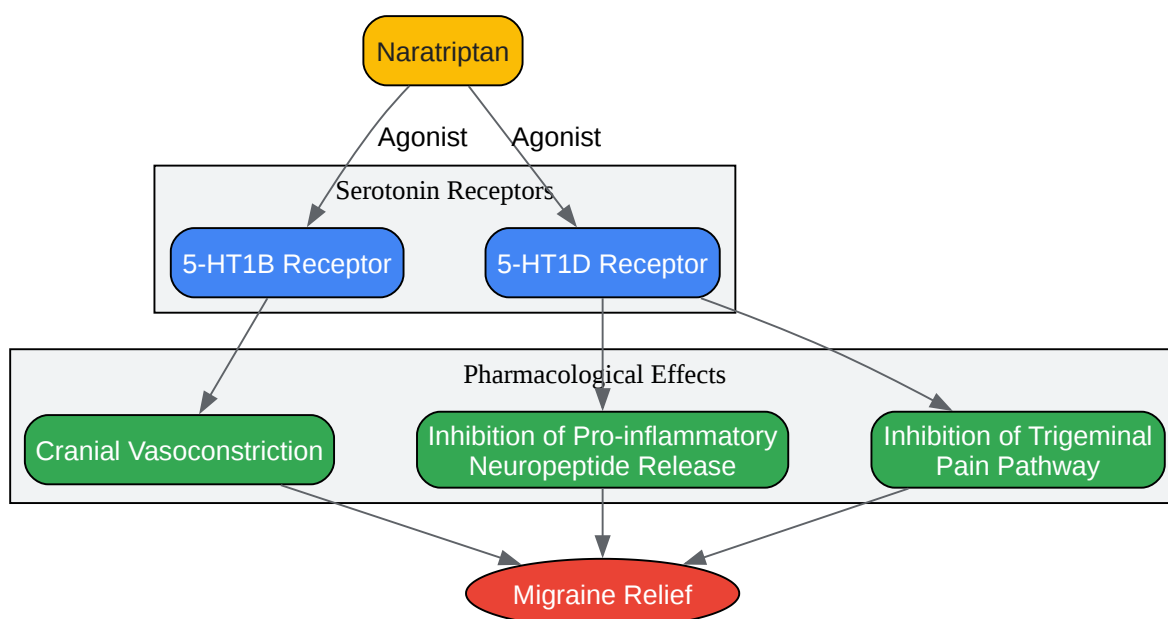 Naratriptan
Agonist
Agonist
Serotonin Receptors
5-HT1B Receptor
5-HT1D Receptor
Pharmacological Effects
Cranial Vasoconstriction
Inhibition of Pro-inflammatory
Neuropeptide Release
Inhibition of Trigeminal
Pain Pathway
Migraine Relief